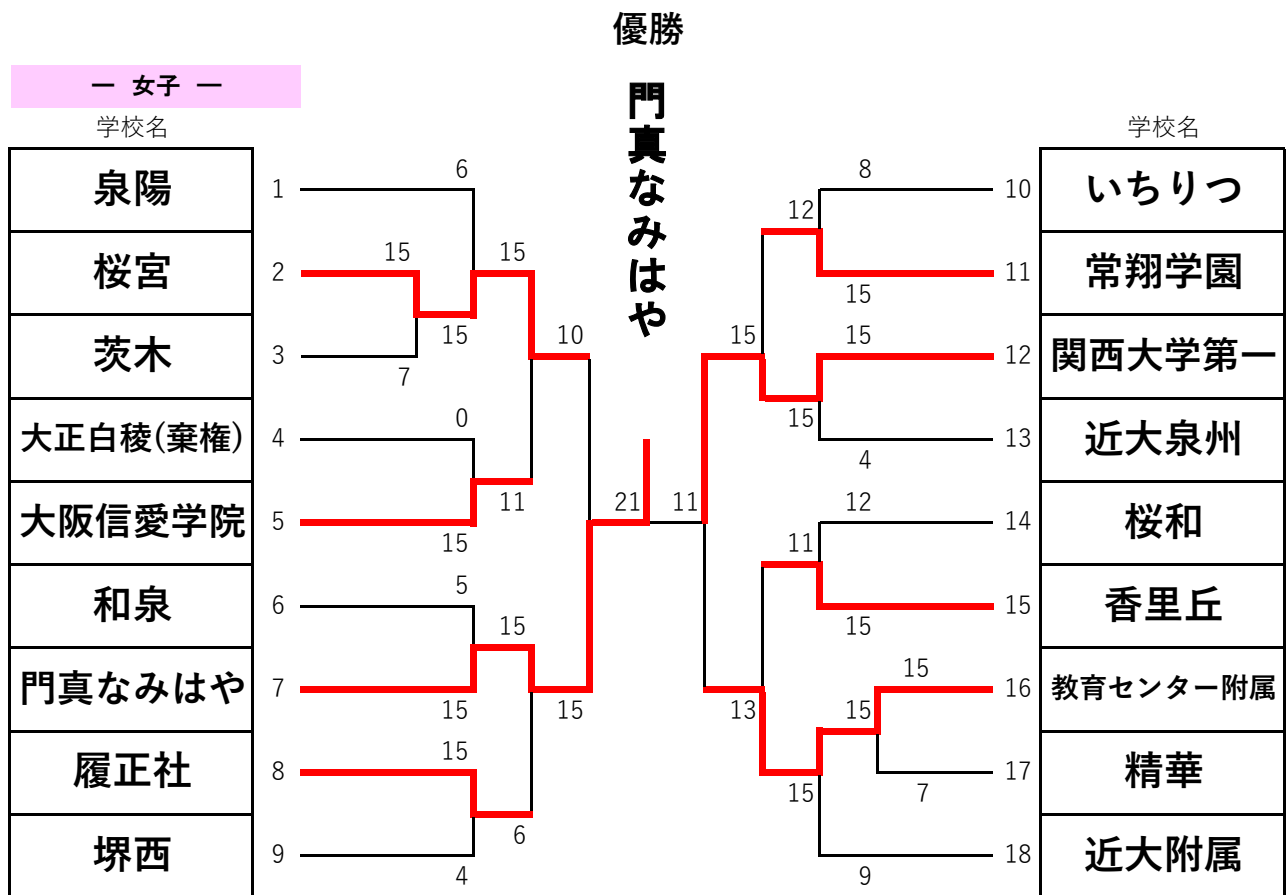 優勝
門真なみはや
ー 女子 ー
学校名
泉陽 1
桜宮 2
茨木 3
大正白稜(棄権) 4
大阪信愛学院 5
和泉 6
門真なみはや 7
履正社 8
堺西 9
6
15 15
15
7
10
0
11
15
5
15
15
15
15
6
4
21 11
8
12
15
15 15
15
4
12
11
15
15
13 15
15
7
9
学校名
10 いちりつ
11 常翔学園
12 関西大学第一
13 近大泉州
14 桜和
15 香里丘
16 教育センター附属
17 精華
18 近大附属